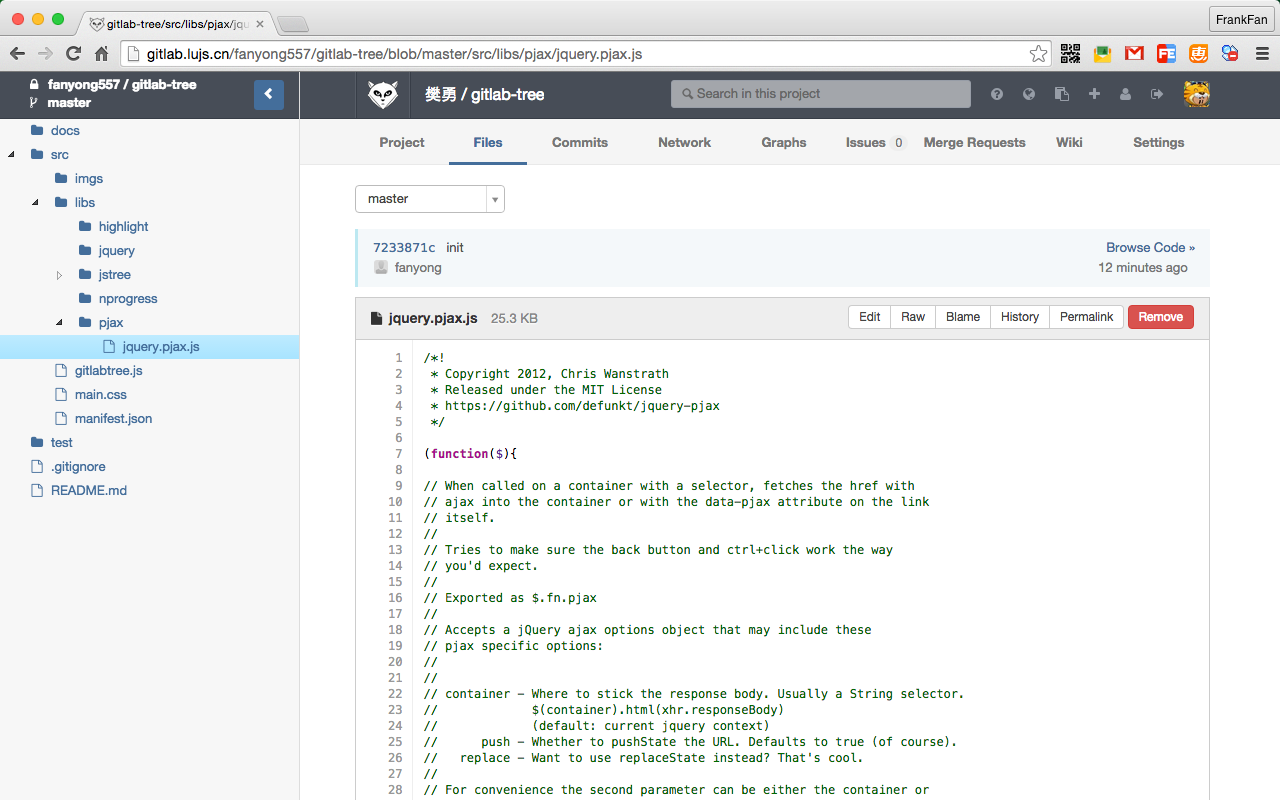 gitlab-tree/src/libs/pjax/jqu
FrankFan
gitlab.lujs.cn/fanyong557/gitlab-tree/blob/master/src/libs/pjax/jquery.pjax.js
fanyong557 / gitlab-tree
master
樊勇 / gitlab-tree
Search in this project
docs
src
imgs
libs
highlight
jquery
jstree
nprogress
pjax
jquery.pjax.js
gitlabtree.js
main.css
manifest.json
test
.gitignore
README.md
Project Files Commits Network Graphs Issues 0 Merge Requests Wiki Settings
master
7233871c init
Browse Code »
fanyong
12 minutes ago
jquery.pjax.js 25.3 KB
Edit Raw Blame History Permalink Remove
1 /*!
2 * Copyright 2012, Chris Wanstrath
3 * Released under the MIT License
4 * https://github.com/defunkt/jquery-pjax
5 */
6
7 (function($){
8
9 // When called on a container with a selector, fetches the href with
10 // ajax into the container or with the data-pjax attribute on the link
11 // itself.
12 //
13 // Tries to make sure the back button and ctrl+click work the way
14 // you'd expect.
15 //
16 // Exported as $.fn.pjax
17 //
18 // Accepts a jQuery ajax options object that may include these
19 // pjax specific options:
20 //
21 //
22 // container - Where to stick the response body. Usually a String selector.
23 // $(container).html(xhr.responseBody)
24 // (default: current jquery context)
25 // push - Whether to pushState the URL. Defaults to true (of course).
26 // replace - Want to use replaceState instead? That's cool.
27 //
28 // For convenience the second parameter can be either the container or